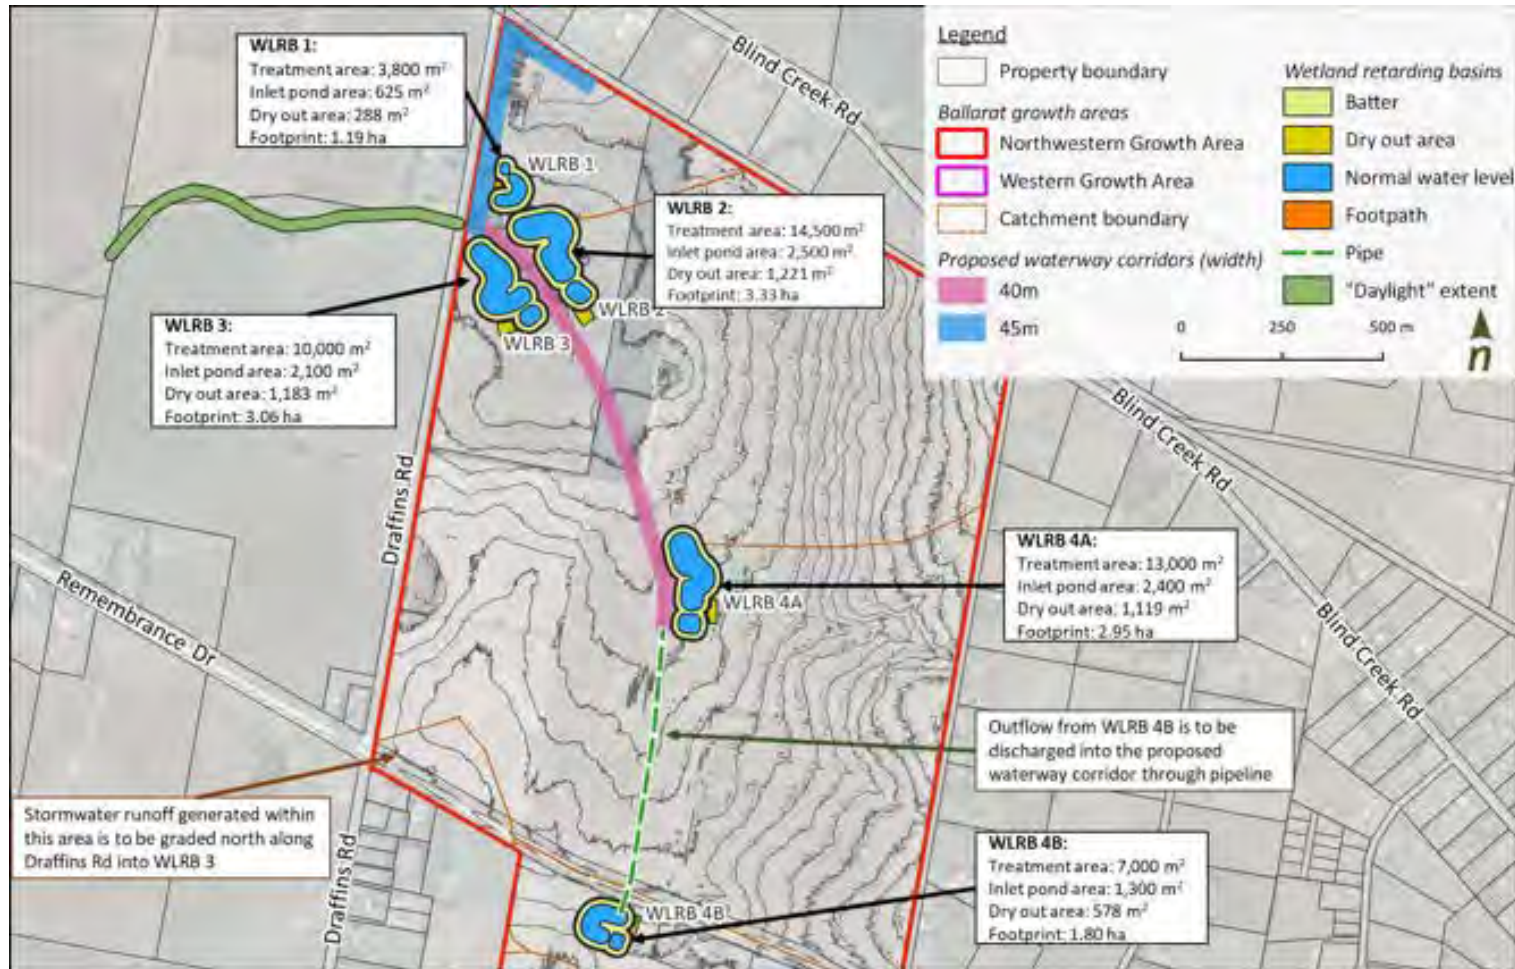 WLRB 1:
Treatment area: 3,800 m²
Inlet pond area: 625 m²
Dry out area: 288 m²
Footprint: 1.19 ha
Blind Creek Rd
WLRB 1
WLRB 2:
Treatment area: 14,500 m²
Inlet pond area: 2,500 m²
Dry out area: 1,221 m²
Footprint: 3.33 ha
WLRB 2
WLRB 3:
Treatment area: 10,000 m²
Inlet pond area: 2,100 m²
Dry out area: 1,183 m²
Footprint: 3.06 ha
WLRB 3
Legend
Property boundary
Ballarat growth areas
Northwestern Growth Area
Western Growth Area
Catchment boundary
Proposed waterway corridors (width)
40m
45m
Wetland retarding basins
Batter
Dry out area
Normal water level
Footpath
Pipe
"Daylight" extent
0 250 500 m
n
Blind Creek Rd
Draffins Rd
WLRB 4A:
Treatment area: 13,000 m²
Inlet pond area: 2,400 m²
Dry out area: 1,119 m²
Footprint: 2.95 ha
WLRB 4A
Remembrance Dr
Blind Creek Rd
Outflow from WLRB 4B is to be
discharged into the proposed
waterway corridor through pipeline
Stormwater runoff generated within
this area is to be graded north along
Draffins Rd into WLRB 3
Draffins Rd
WLRB 4B:
Treatment area: 7,000 m²
Inlet pond area: 1,300 m²
Dry out area: 578 m²
Footprint: 1.80 ha
WLRB 4B